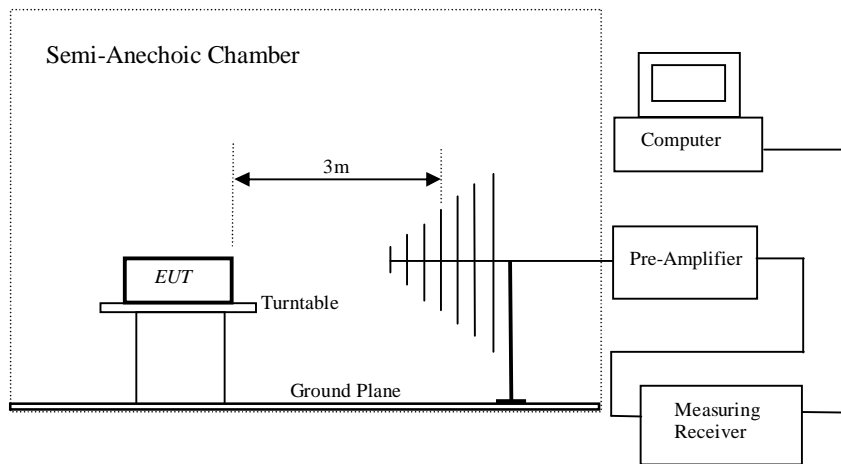 Semi-Anechoic Chamber
Computer
3m
Pre-Amplifier
EUT
Turntable
Ground Plane
Measuring
Receiver